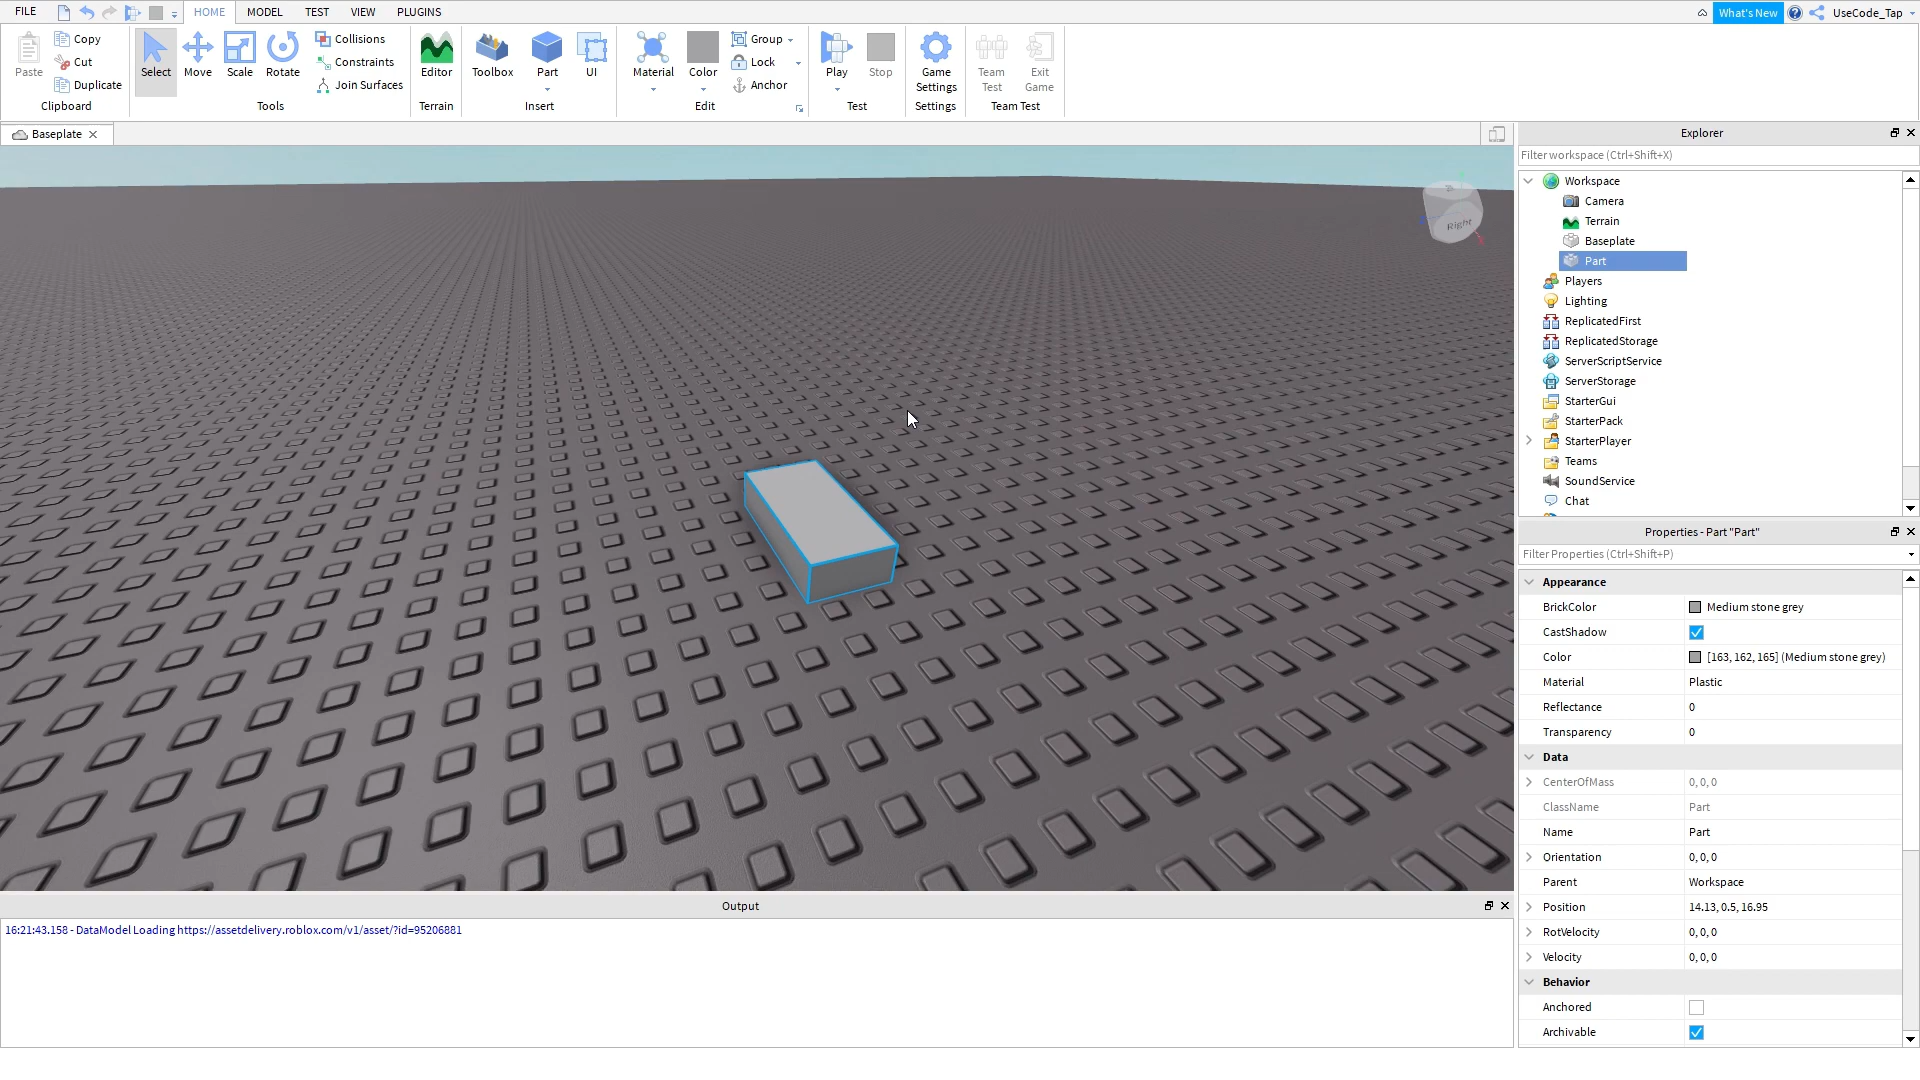 FILE HOME MODEL TEST VIEW PLUGINS What's New UseCode_Tap
Paste Copy Cut Duplicate Clipboard
Select Move Scale Rotate Collisions Constraints Join Surfaces Tools
Editor Terrain
Toolbox Part UI Insert
Material Color Group Lock Anchor Edit
Play Stop Test
Game Settings Settings
Team Test Exit Game Team Test
Baseplate
Right
Explorer
Filter workspace (Ctrl+Shift+X)
Workspace
Camera
Terrain
Baseplate
Part
Players
Lighting
ReplicatedFirst
ReplicatedStorage
ServerScriptService
ServerStorage
StarterGui
StarterPack
StarterPlayer
Teams
SoundService
Chat
Properties - Part "Part"
Filter Properties (Ctrl+Shift+P)
Appearance
BrickColor Medium stone grey
CastShadow
Color [163, 162, 165] (Medium stone grey)
Material Plastic
Reflectance 0
Transparency 0
Data
CenterOfMass 0, 0, 0
ClassName Part
Name Part
Orientation 0, 0, 0
Parent Workspace
Position 14.13, 0.5, 16.95
RotVelocity 0, 0, 0
Velocity 0, 0, 0
Behavior
Anchored
Archivable
Output
16:21:43.158 - DataModel Loading https://assetdelivery.roblox.com/v1/asset/?id=95206881